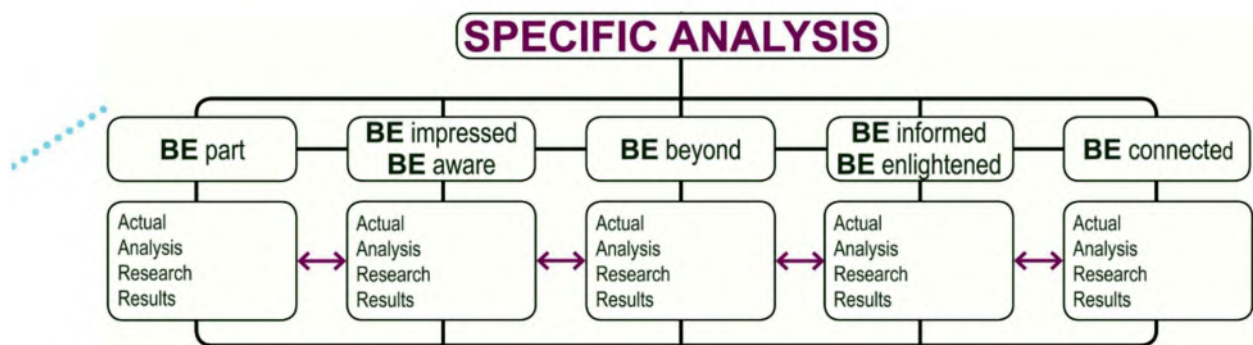 SPECIFIC ANALYSIS
BE part
BE impressed
BE aware
BE beyond
BE informed
BE enlightened
BE connected
Actual
Analysis
Research
Results
Actual
Analysis
Research
Results
Actual
Analysis
Research
Results
Actual
Analysis
Research
Results
Actual
Analysis
Research
Results